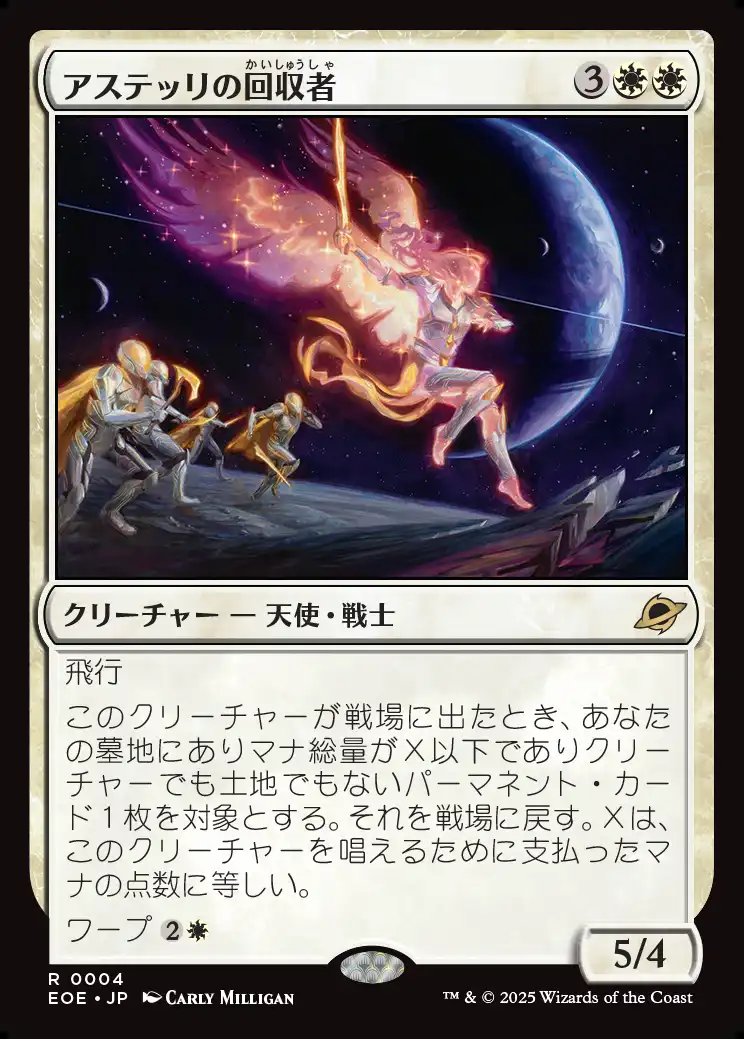 かいしゅうしゃ
アステッリの回収者 3
クリーチャー — 天使・戦士
飛行
このクリーチャーが戦場に出たとき、あなた
の墓地にありマナ総量がX以下でありクリー
チャーでも土地でもないパーマネント・カー
ド1枚を対象とする。それを戦場に戻す。Xは、
このクリーチャーを唱えるために支払ったマ
ナの点数に等しい。
ワープ 2
5/4
R 0004
EOE • JP CARLY MILLIGAN
™ & © 2025 Wizards of the Coast